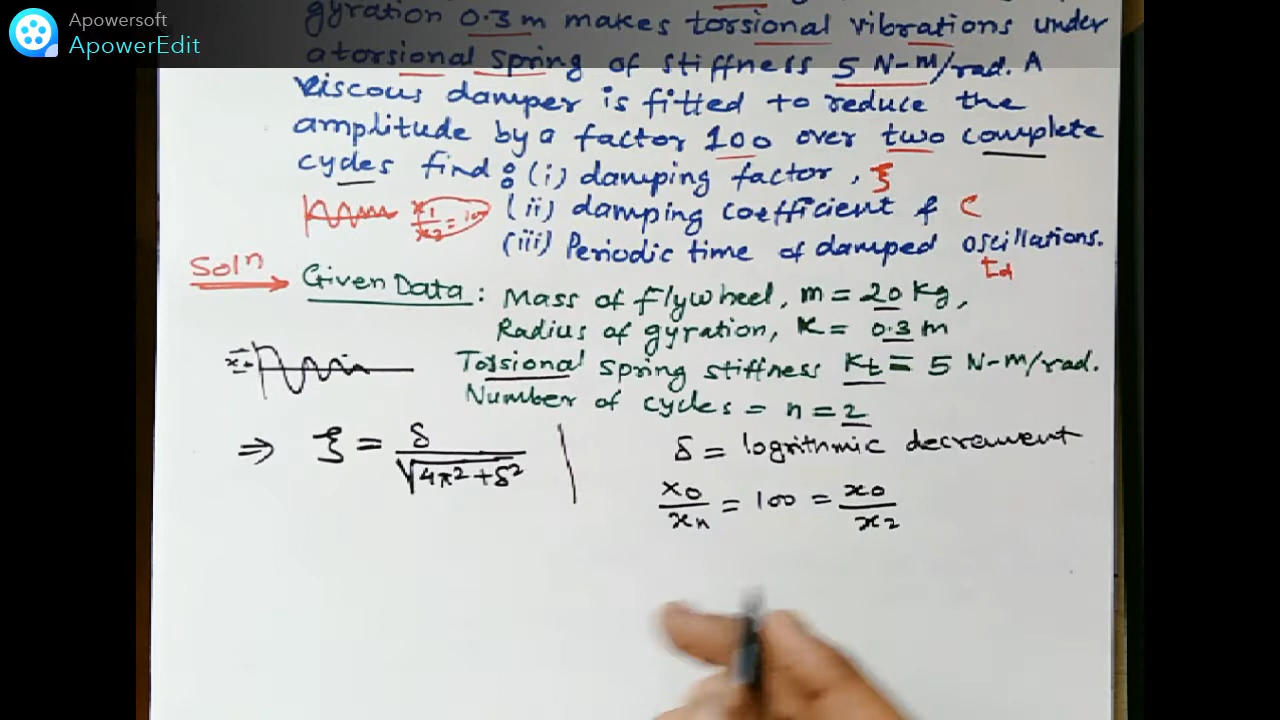 Apowersoft
ApowerEdit
gyration 0.3 m makes torsional vibrations under
a torsional spring of stiffness 5 N-m/rad. A
viscous damper is fitted to reduce the
amplitude by a factor 100 over two complete
cycles find : (i) damping factor, ξ
x1/x2 = 100 (ii) damping coefficient & C
(iii) Periodic time of damped oscillations.
td
Soln
Given Data : Mass of flywheel, m = 20 kg,
Radius of gyration, K = 0.3 m
Torsional spring stiffness Kt = 5 N-m/rad.
Number of cycles = n = 2
⇒ ξ = δ/√4π²+δ²
δ = logrithmic decrement
x0/xn = 100 = x0/x2